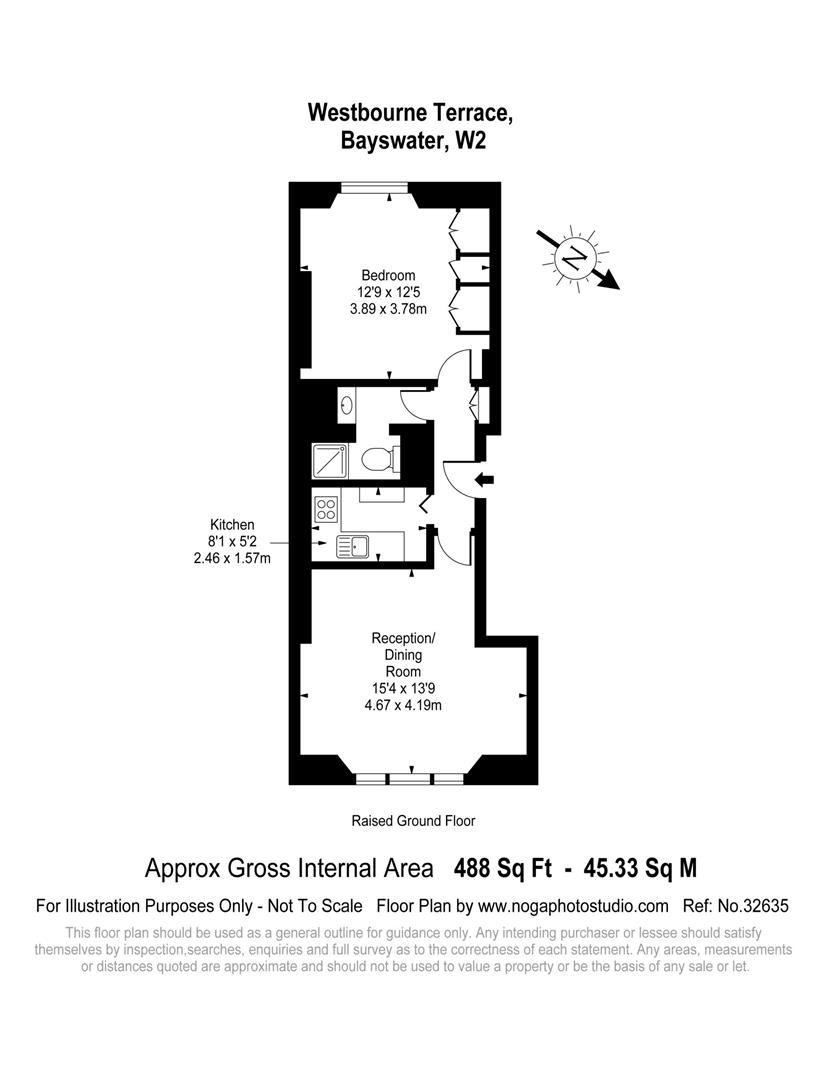 Westbourne Terrace,
Bayswater, W2
N
Bedroom
12'9 x 12'5
3.89 x 3.78m
Kitchen
8'1 x 5'2
2.46 x 1.57m
Reception/
Dining
Room
15'4 x 13'9
4.67 x 4.19m
Raised Ground Floor
Approx Gross Internal Area 488 Sq Ft - 45.33 Sq M
For Illustration Purposes Only - Not To Scale Floor Plan by www.nogaphotostudio.com Ref: No.32635
This floor plan should be used as a general outline for guidance only. Any intending purchaser or lessee should satisfy
themselves by inspection,searches, enquiries and full survey as to the correctness of each statement. Any areas, measurements
or distances quoted are approximate and should not be used to value a property or be the basis of any sale or let.